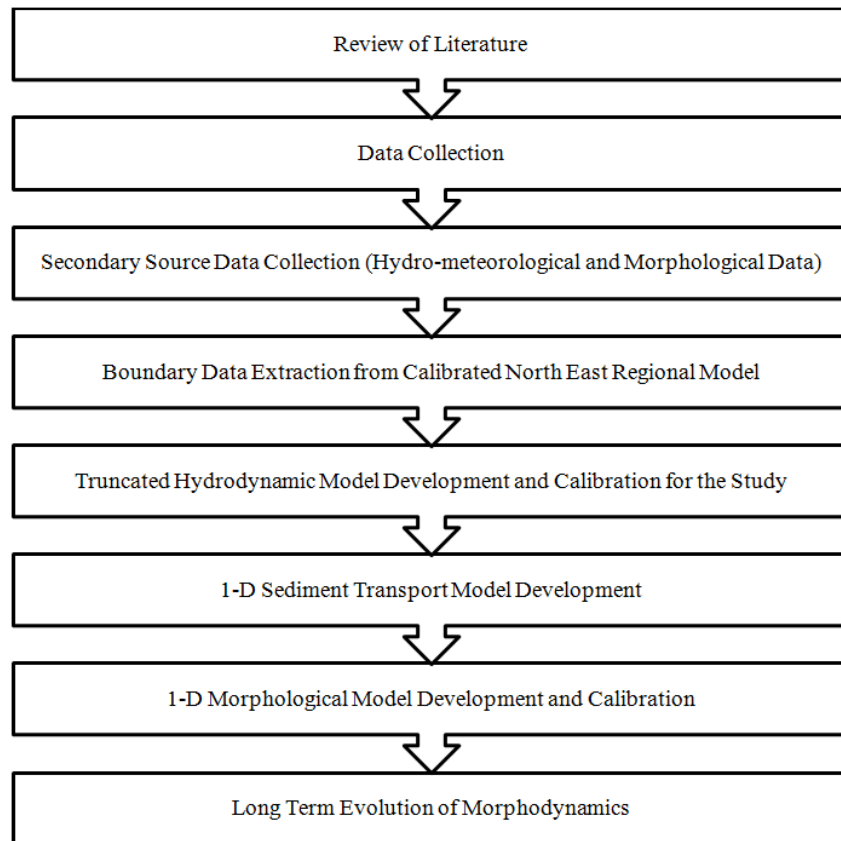 Review of Literature
Data Collection
Secondary Source Data Collection (Hydro-meteorological and Morphological Data)
Boundary Data Extraction from Calibrated North East Regional Model
Truncated Hydrodynamic Model Development and Calibration for the Study
1-D Sediment Transport Model Development
1-D Morphological Model Development and Calibration
Long Term Evolution of Morphodynamics